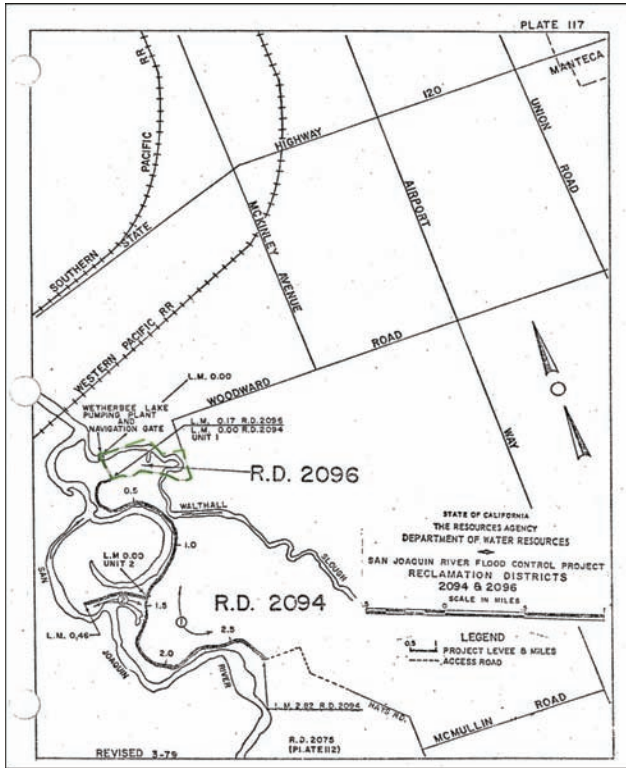 PLATE 117
MANTECA
120
HIGHWAY
STATE
UNION
ROAD
PACIFIC
RR
SOUTHERN
AIRPORT
WAY
MCKINLEY
AVENUE
WESTERN PACIFIC RR
WOODWARD
ROAD
L.M. 0.00
WETHERBEE LAKE
PUMPING PLANT
AND
NAVIGATION GATE
L.M. 0.17 R.D. 2096
L.M. 0.00 R.D. 2094
UNIT 1
R.D. 2096
0.5
WALTHALL
SLOUGH
1.0
L.M 0.00
UNIT 2
SAN
JOAQUIN
RIVER
1.5
L.M. 0.46
R.D. 2094
2.0
2.5
STATE OF CALIFORNIA
THE RESOURCES AGENCY
DEPARTMENT OF WATER RESOURCES
SAN JOAQUIN RIVER FLOOD CONTROL PROJECT
RECLAMATION DISTRICTS
2094 & 2096
SCALE IN MILES
.5 0 .5
LEGEND
0.5
PROJECT LEVEE & MILES
ACCESS ROAD
HAYS RD.
MCMULLIN ROAD
R.D. 2075
(PLATE 112)
REVISED 3-79